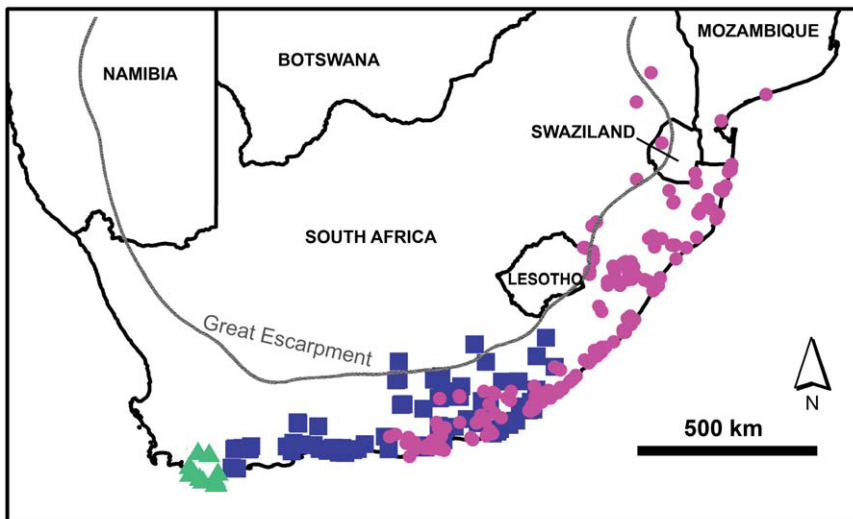 MOZAMBIQUE
NAMIBIA
BOTSWANA
SWAZILAND
SOUTH AFRICA
LESOTHO
Great Escarpment
N
500 km